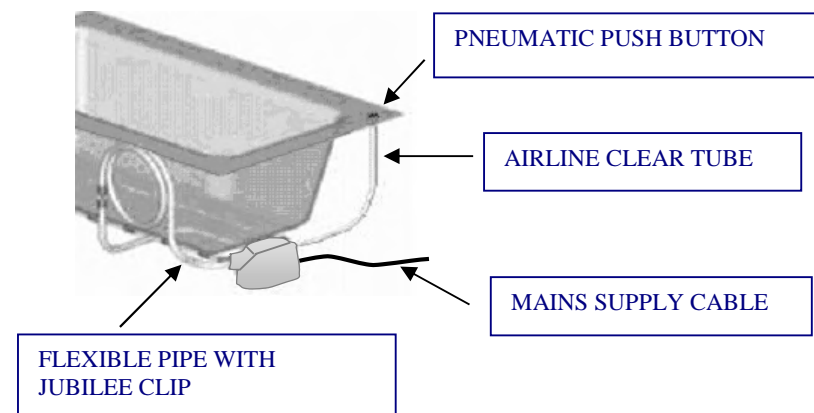 PNEUMATIC PUSH BUTTON
AIRLINE CLEAR TUBE
MAINS SUPPLY CABLE
FLEXIBLE PIPE WITH
JUBILEE CLIP